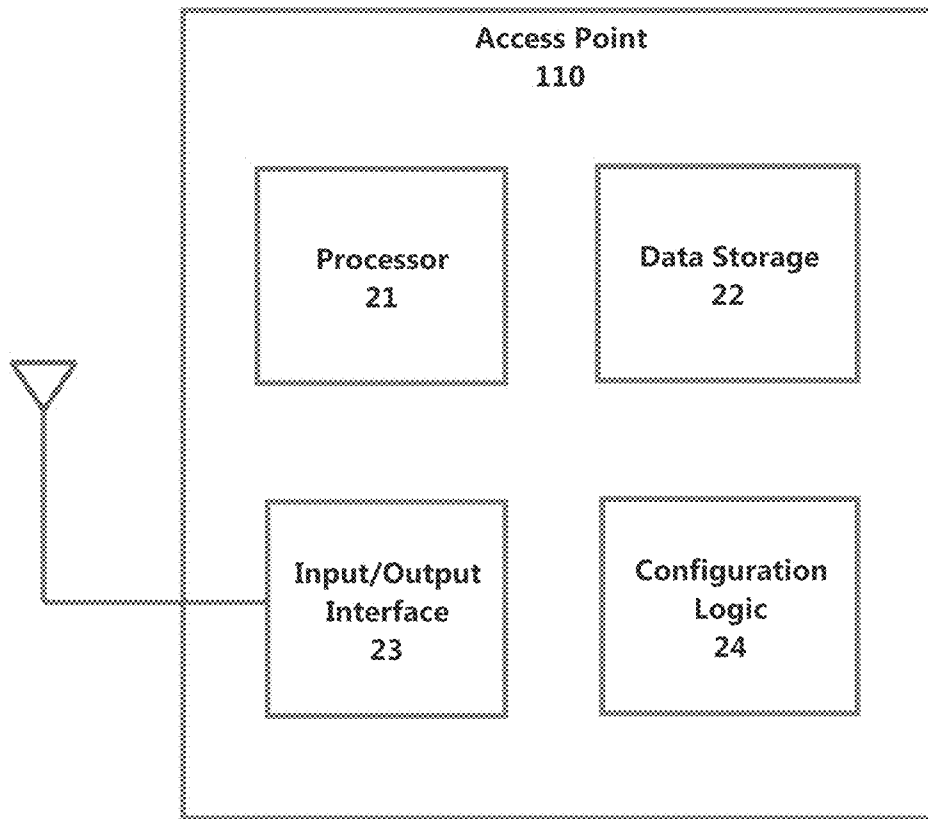 Access Point
110
Processor
21
Data Storage
22
Input/Output
Interface
23
Configuration
Logic
24